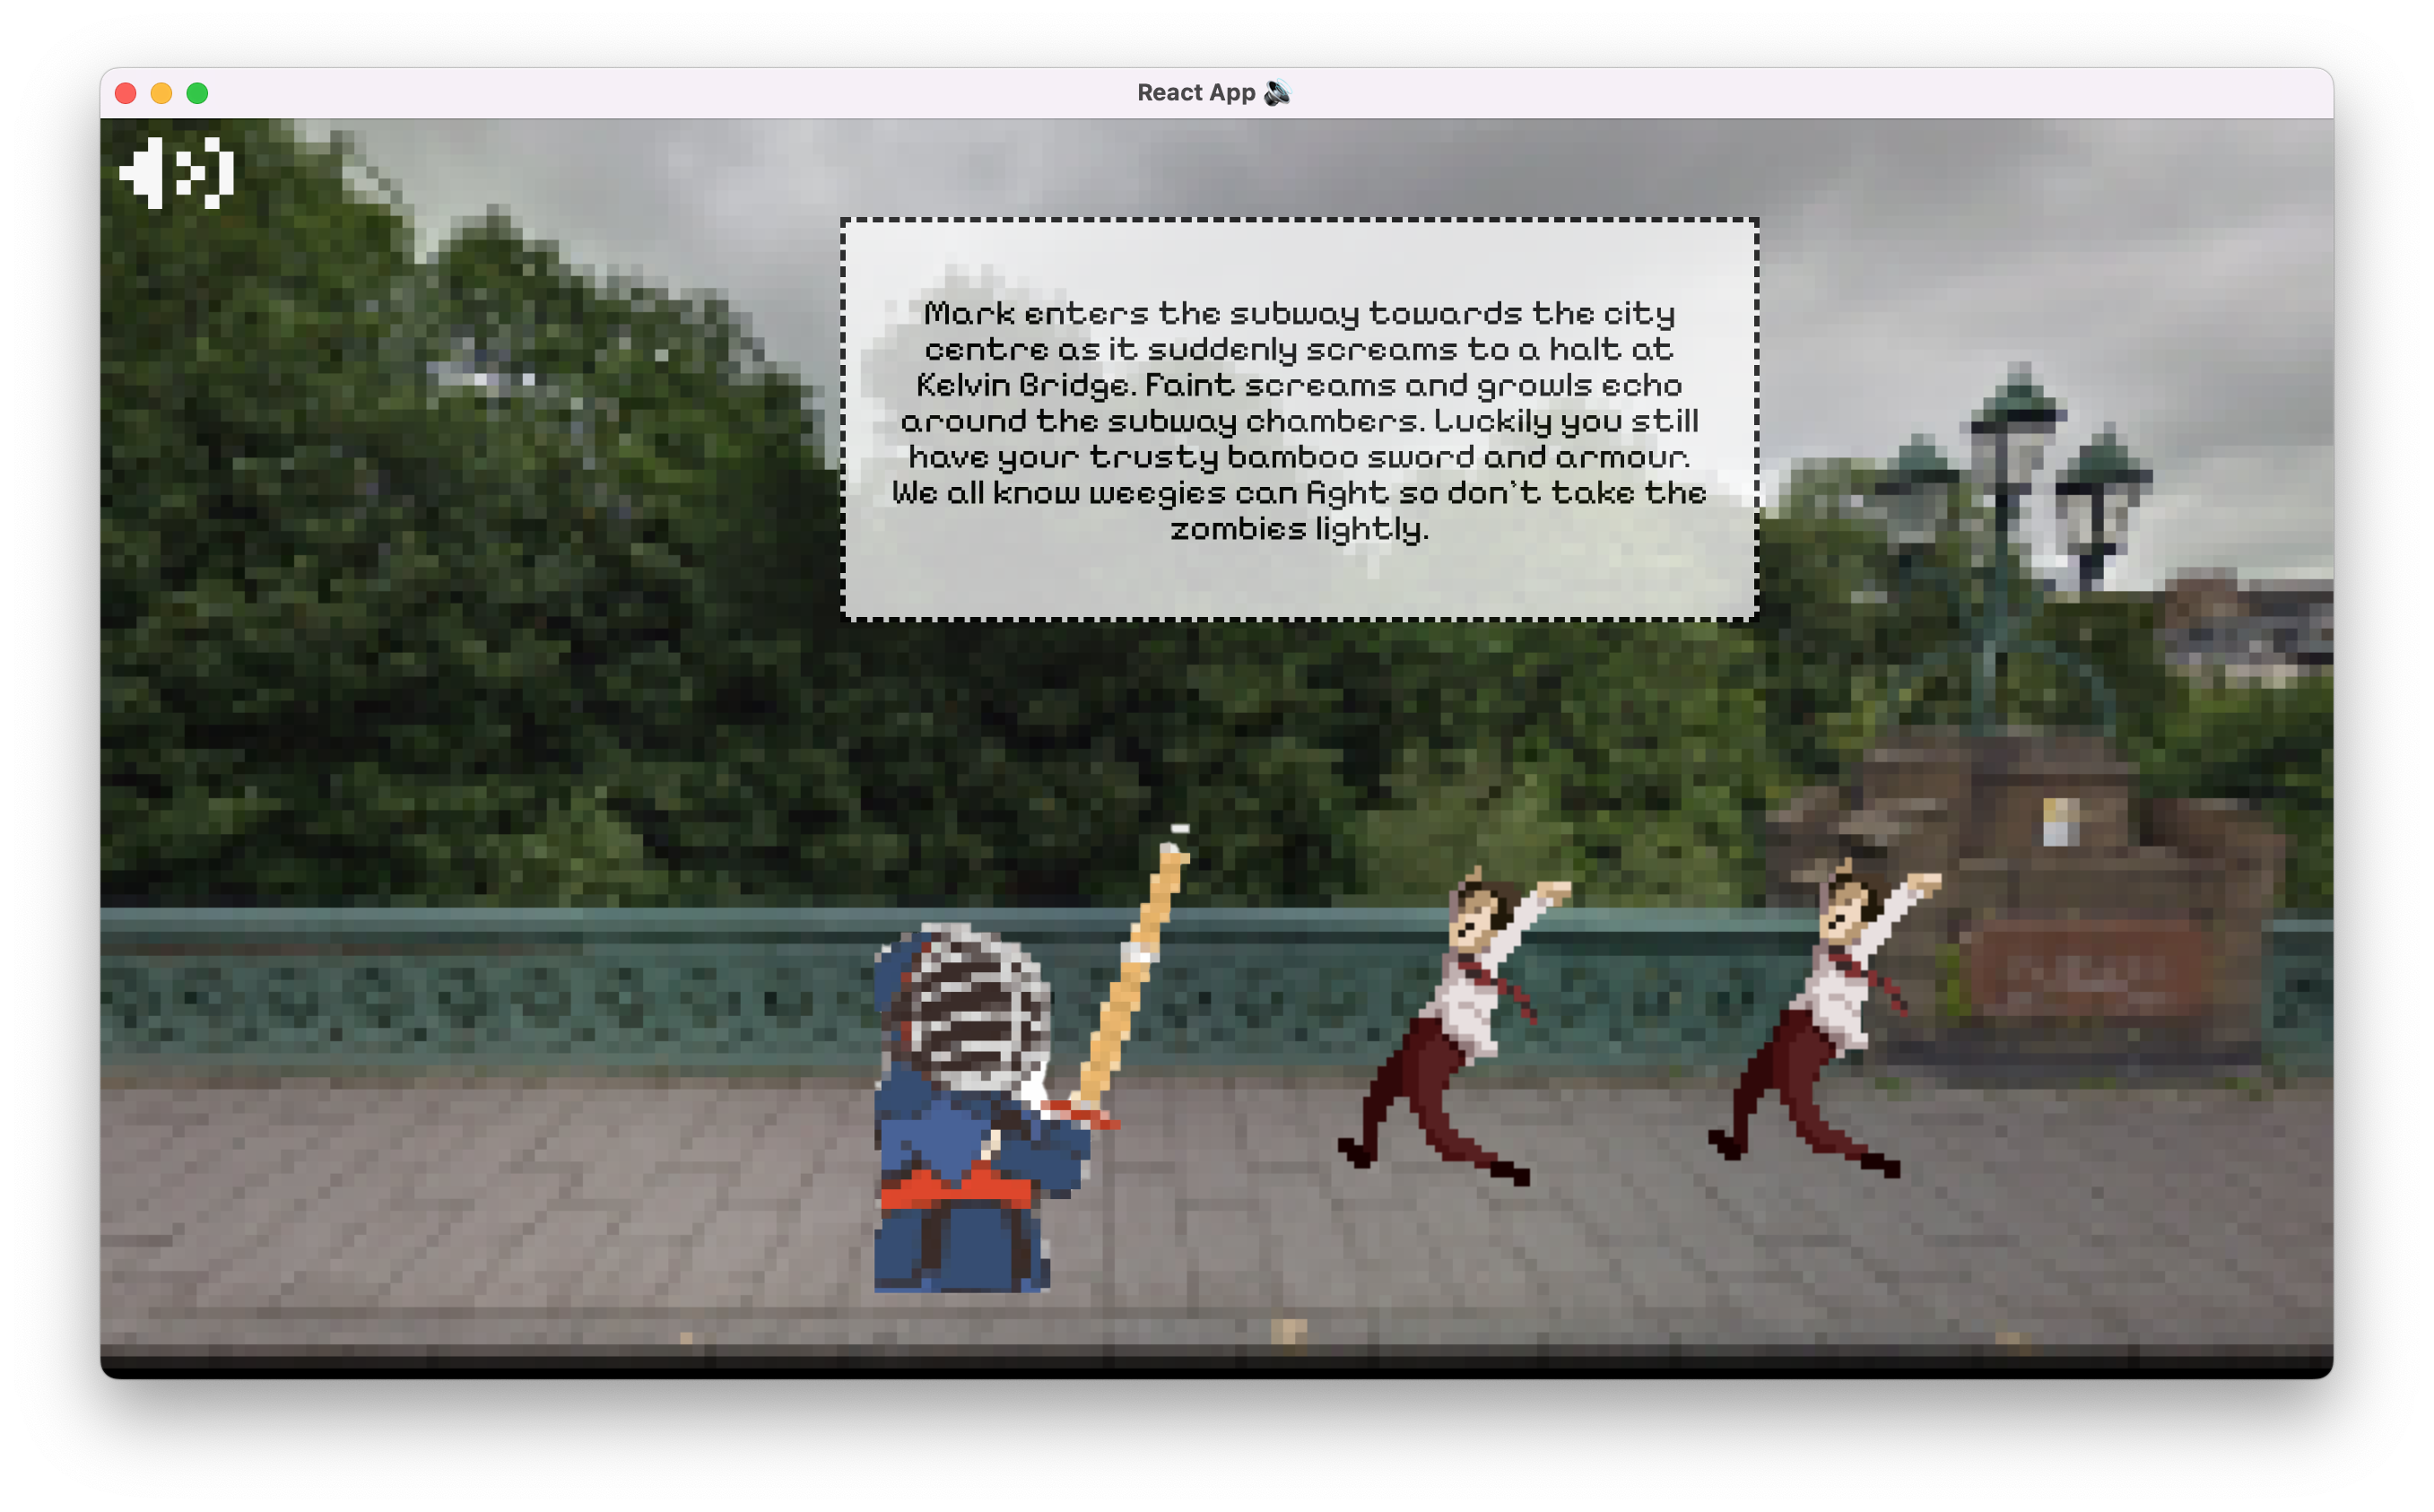 React App
Mark enters the subway towards the city
centre as it suddenly screams to a halt at
Kelvin Bridge. Faint screams and growls echo
around the subway chambers. Luckily you still
have your trusty bamboo sword and armour.
We all know weegies can fight so don't take the
zombies lightly.